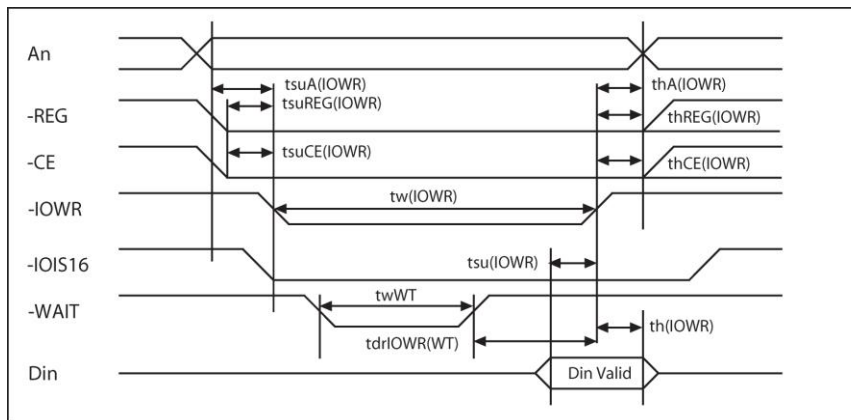 An
tsuA(IOWR)
thA(IOWR)
tsuREG(IOWR)
-REG
thREG(IOWR)
-CE
tsuCE(IOWR)
thCE(IOWR)
-IOWR
tw(IOWR)
-IOIS16
tsu(IOWR)
-WAIT
twWT
th(IOWR)
tdrIOWR(WT)
Din
Din Valid